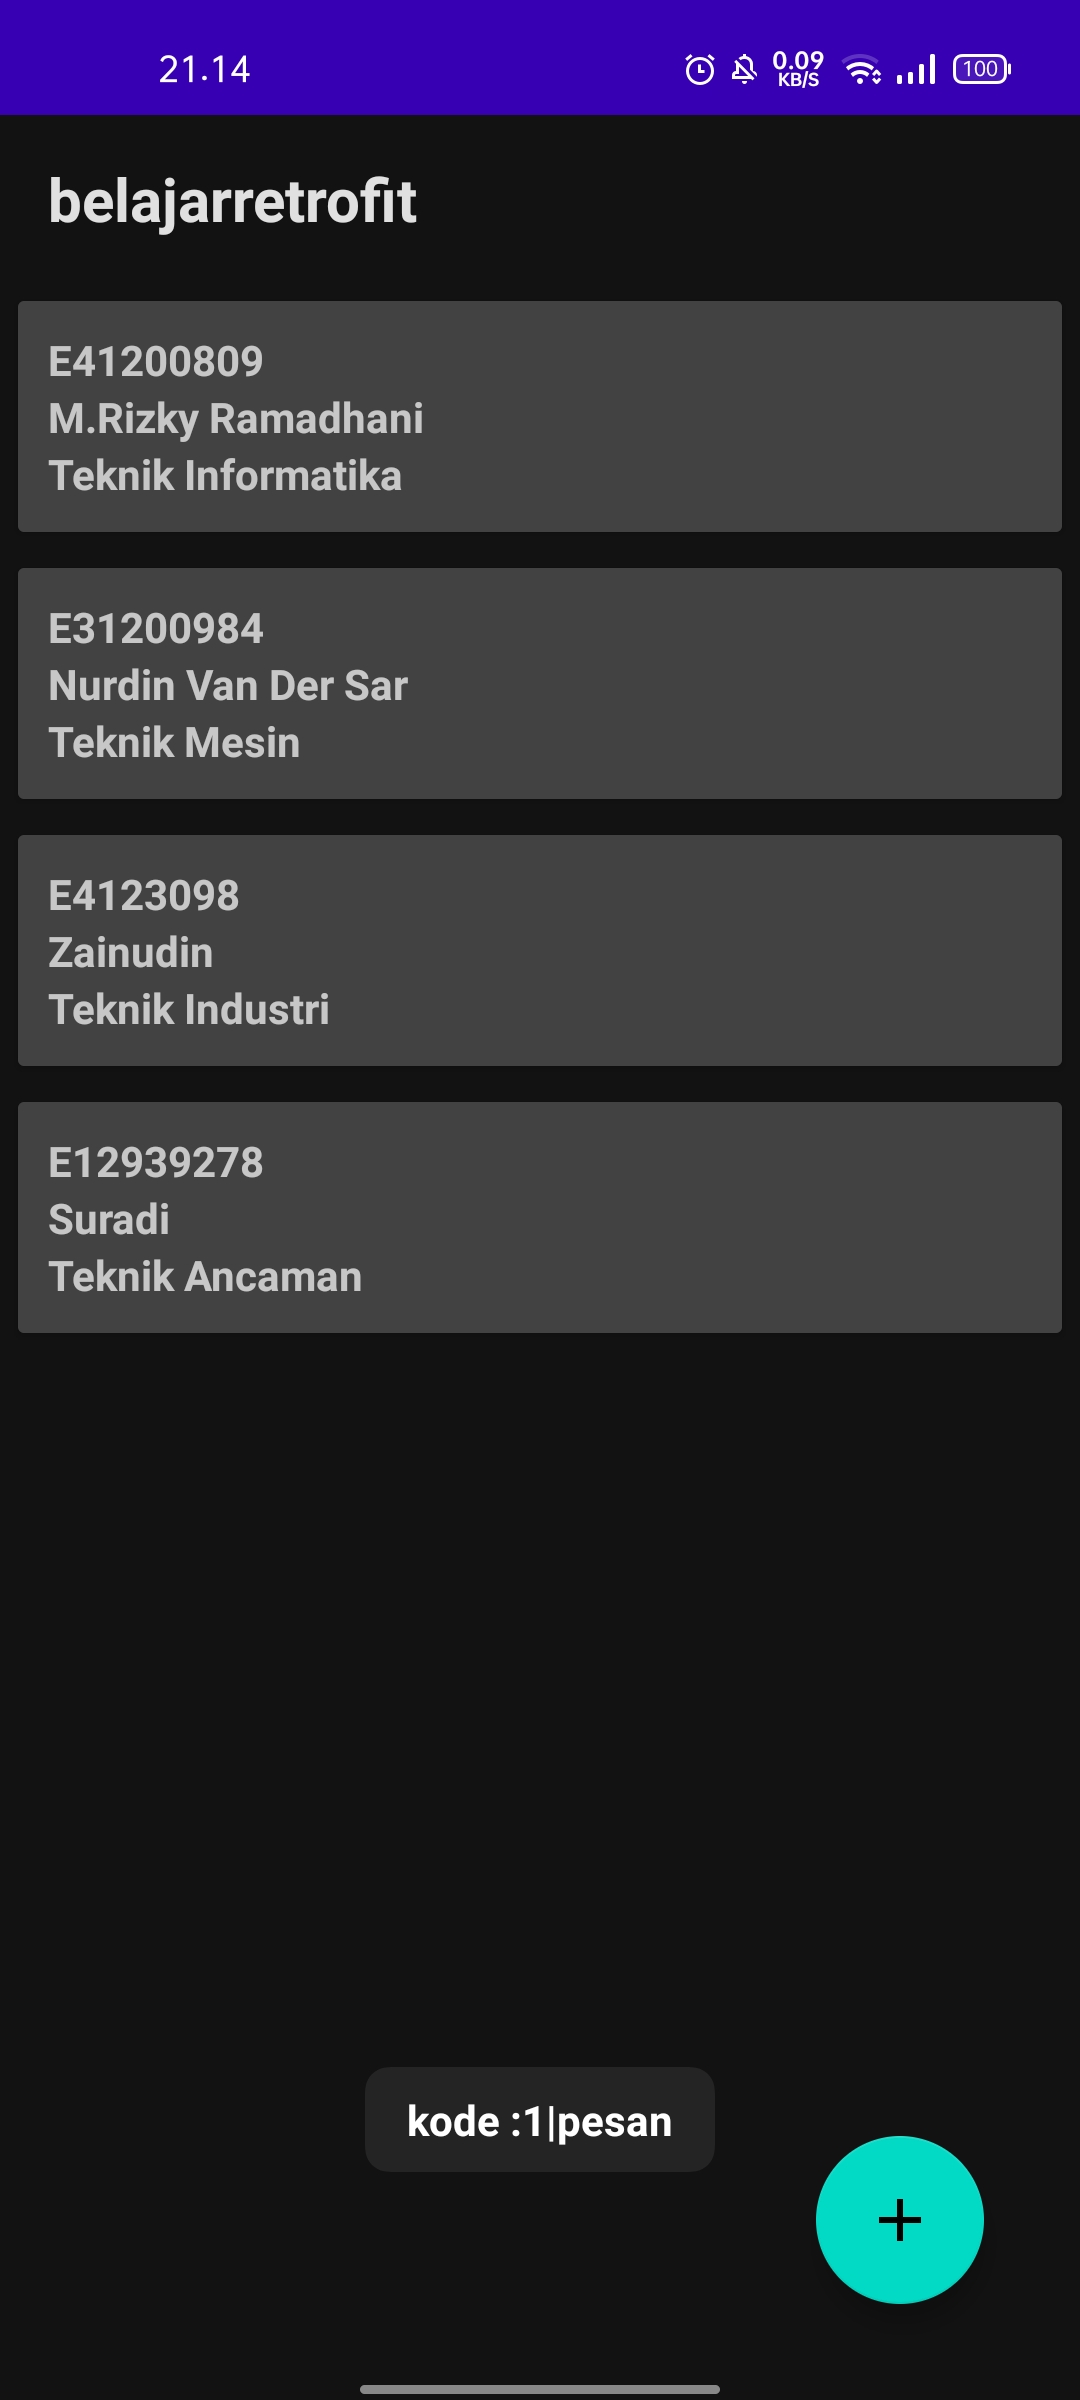 21.14
0.09
KB/S
100
belajarretrofit
E41200809
M.Rizky Ramadhani
Teknik Informatika
E31200984
Nurdin Van Der Sar
Teknik Mesin
E4123098
Zainudin
Teknik Industri
E12939278
Suradi
Teknik Ancaman
kode :1|pesan